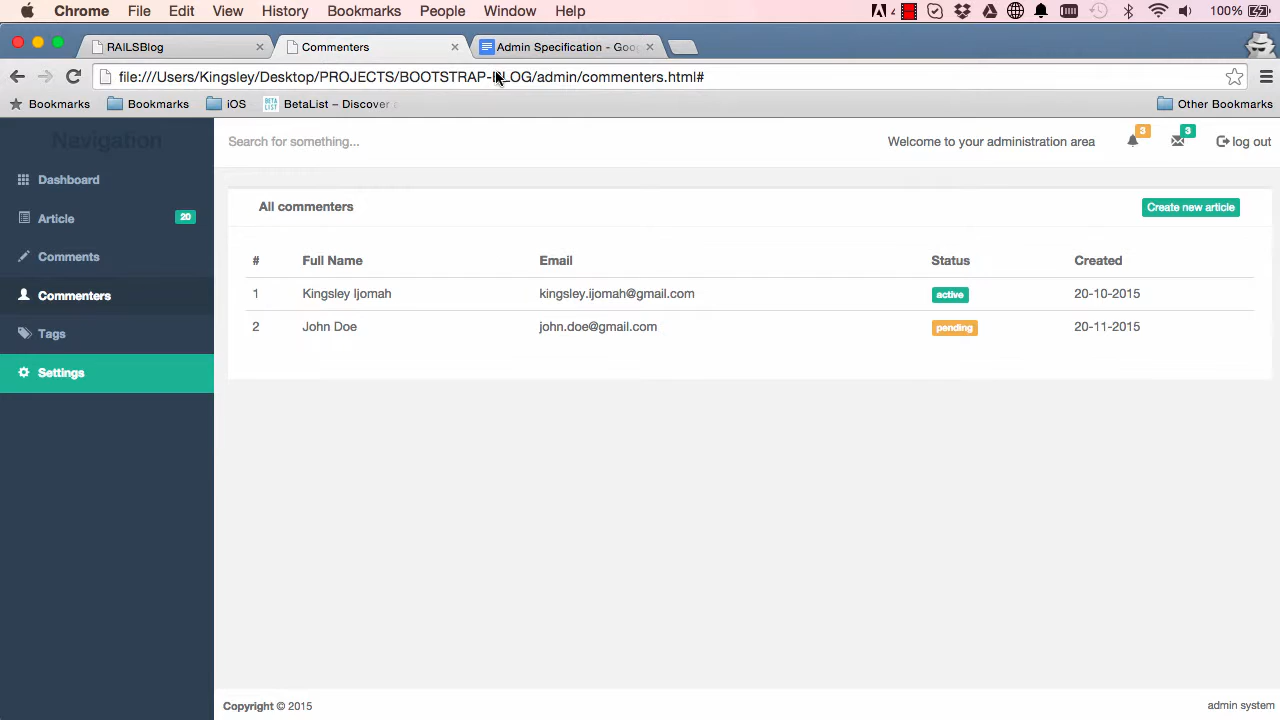 Chrome File Edit View History Bookmarks People Window Help 4 100%
RAILSBlog Commenters Admin Specification - Goo
file:///Users/Kingsley/Desktop/PROJECTS/BOOTSTRAP-BLOG/admin/commenters.html#
Bookmarks Bookmarks iOS BETA LIST BetaList – Discover Other Bookmarks
Navigation
Search for something... Welcome to your administration area 3 3 log out
Dashboard
Article 20
Comments
Commenters
Tags
Settings
All commenters Create new article
# Full Name Email Status Created
1 Kingsley Ijomah kingsley.ijomah@gmail.com active 20-10-2015
2 John Doe john.doe@gmail.com pending 20-11-2015
Copyright © 2015 admin system